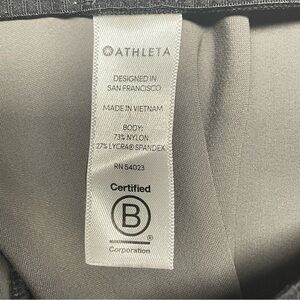 ATHLETA
DESIGNED IN
SAN FRANCISCO
MADE IN VIETNAM
BODY:
73% NYLON
27% LYCRA® SPANDEX
RN 54023
Certified
B
®
Corporation